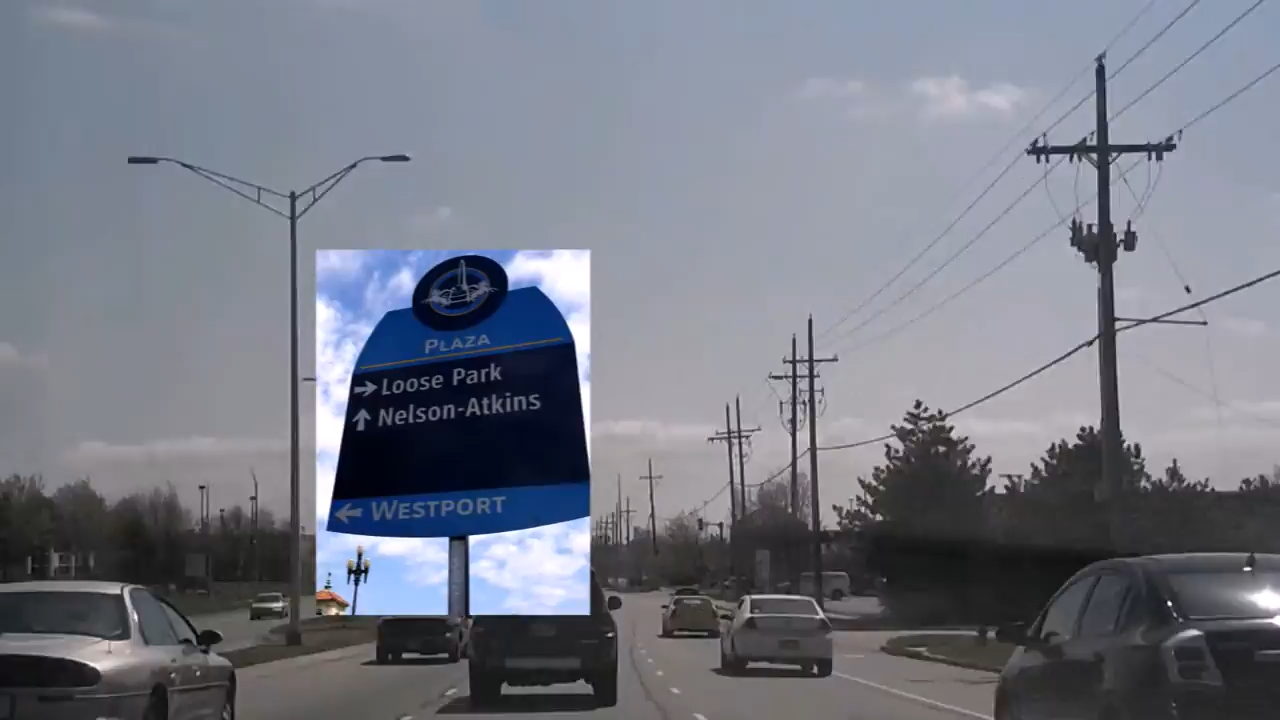 PLAZA
→ Loose Park
↑ Nelson-Atkins
← WESTPORT